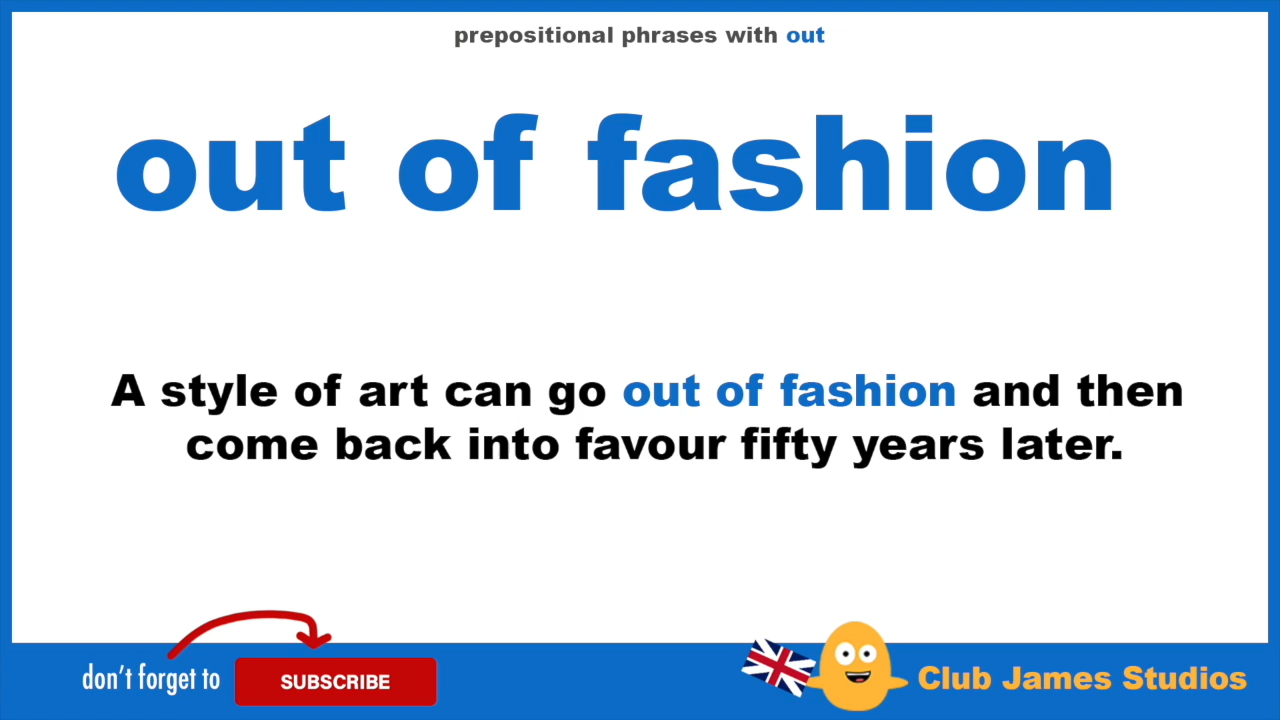 prepositional phrases with out
out of fashion
A style of art can go out of fashion and then
come back into favour fifty years later.
don't forget to
SUBSCRIBE
Club James Studios